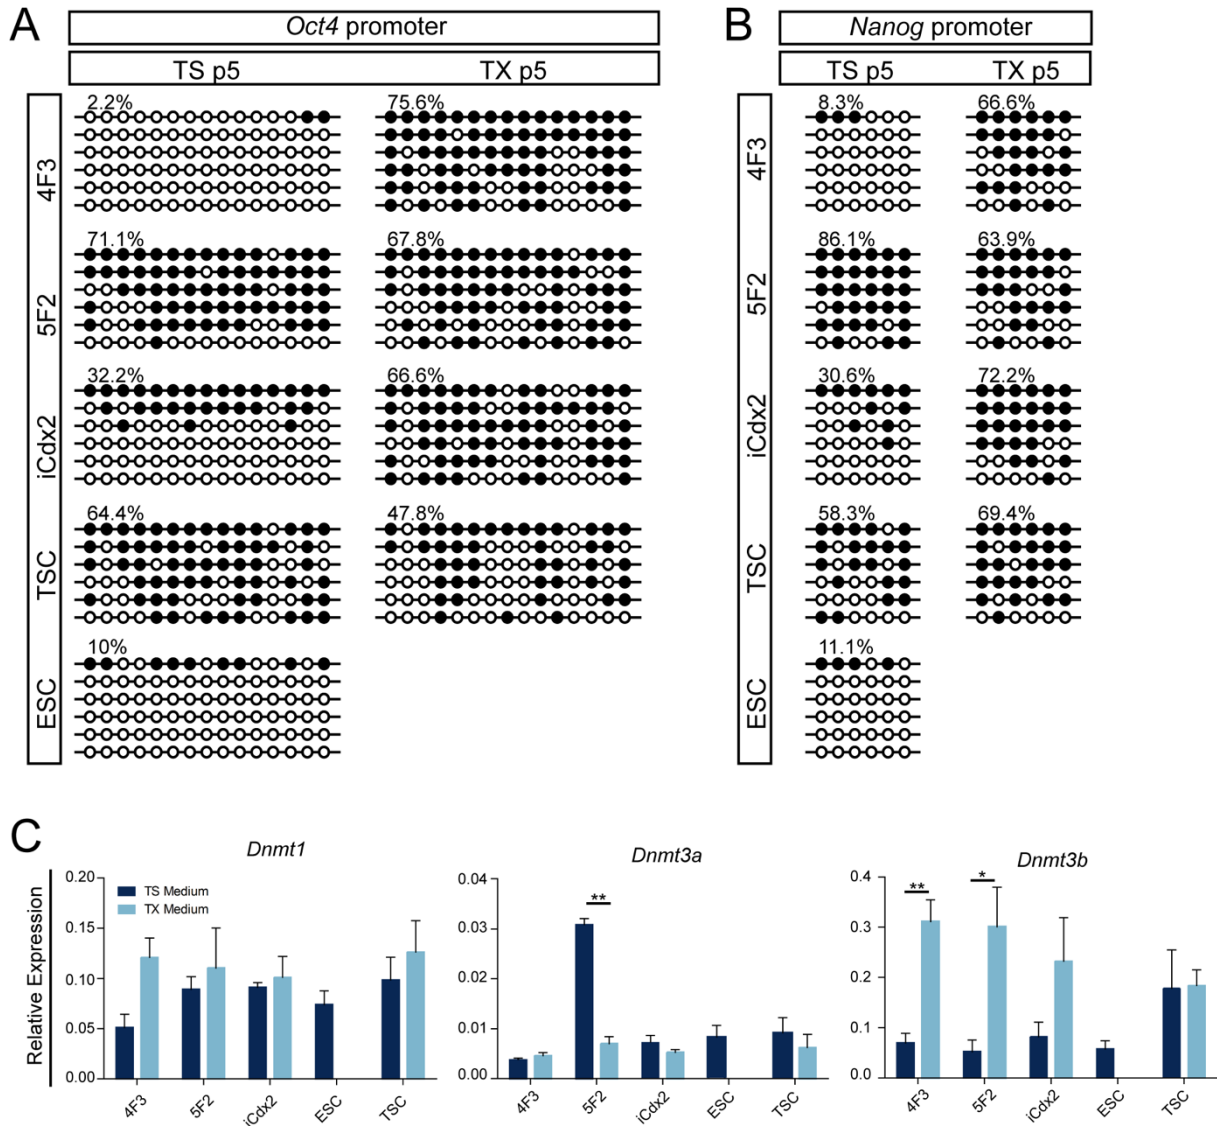 A
Oct4 promoter
TS p5 TX p5
B
Nanog promoter
TS p5 TX p5
4F3
2.2% 75.6%
8.3% 66.6%
5F2
71.1% 67.8%
86.1% 63.9%
iCdx2
32.2% 66.6%
30.6% 72.2%
TSC
64.4% 47.8%
58.3% 69.4%
ESC
10%
11.1%
4F3
5F2
iCdx2
TSC
ESC
C
Relative Expression
Dnmt1
TS Medium
TX Medium
0.20
0.15
0.10
0.05
0.00
4F3 5F2 iCdx2 ESC TSC
Dnmt3a
**
0.04
0.03
0.02
0.01
0.00
4F3 5F2 iCdx2 ESC TSC
Dnmt3b
** *
0.4
0.3
0.2
0.1
0.0
4F3 5F2 iCdx2 ESC TSC